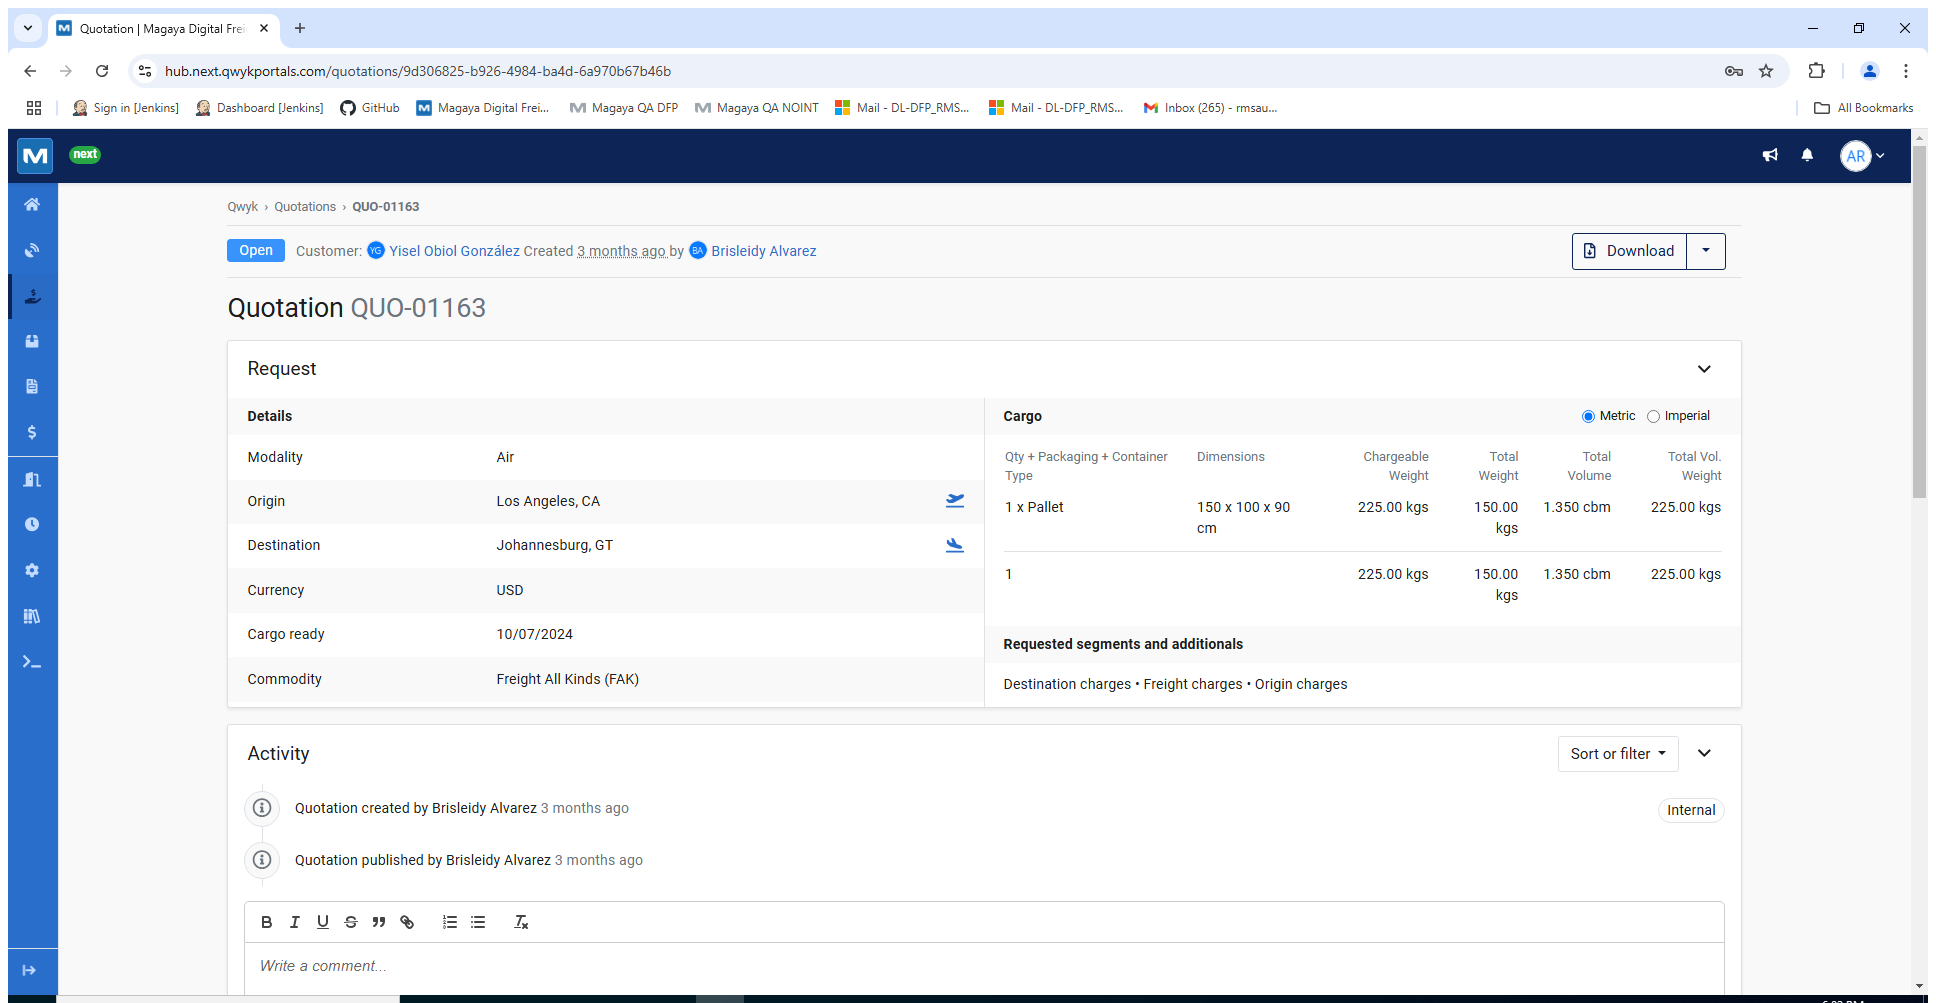 Quotation | Magaya Digital Frei
hub.next.qwykportals.com/quotations/9d306825-b926-4984-ba4d-6a970b67b46b
Sign in [Jenkins]
Dashboard [Jenkins]
GitHub
Magaya Digital Frei...
Magaya QA DFP
Magaya QA NOINT
Mail - DL-DFP_RMS...
Mail - DL-DFP_RMS...
Inbox (265) - rmsau...
All Bookmarks
M
next
AR
Qwyk › Quotations › QUO-01163
Open
Customer: YG Yisel Obiol González Created 3 months ago by BA Brisleidy Alvarez
Download
Quotation QUO-01163
Request
Details
Modality Air
Origin Los Angeles, CA
Destination Johannesburg, GT
Currency USD
Cargo ready 10/07/2024
Commodity Freight All Kinds (FAK)
Cargo
Metric Imperial
Qty + Packaging + Container Dimensions Chargeable Total Total Total Vol.
Type Weight Weight Volume Weight
1 x Pallet 150 x 100 x 90 225.00 kgs 150.00 1.350 cbm 225.00 kgs
cm kgs
1 225.00 kgs 150.00 1.350 cbm 225.00 kgs
kgs
Requested segments and additionals
Destination charges • Freight charges • Origin charges
Activity
Sort or filter
Quotation created by Brisleidy Alvarez 3 months ago
Internal
Quotation published by Brisleidy Alvarez 3 months ago
Write a comment...